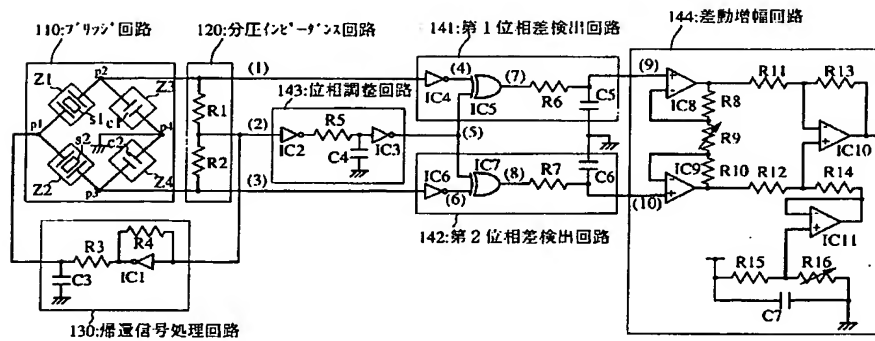 110:ブリッジ回路
120:分圧インピーダンス回路
141:第1位相差検出回路
144:差動増幅回路
p2
Z1
Z3
s1
c1
p1
p4
s2
c2
Z2
Z4
p3
(1)
R1
(2)
R2
(3)
143:位相調整回路
IC2
R5
C4
IC3
(4)
IC4
IC5
(7)
R6
C5
(5)
IC6
(6)
IC7
(8)
R7
C6
142:第2位相差検出回路
(9)
IC8
R8
R9
R10
IC9
(10)
R11
R13
IC10
R12
R14
IC11
R15
R16
C7
R4
R3
IC1
C3
130:帰還信号処理回路